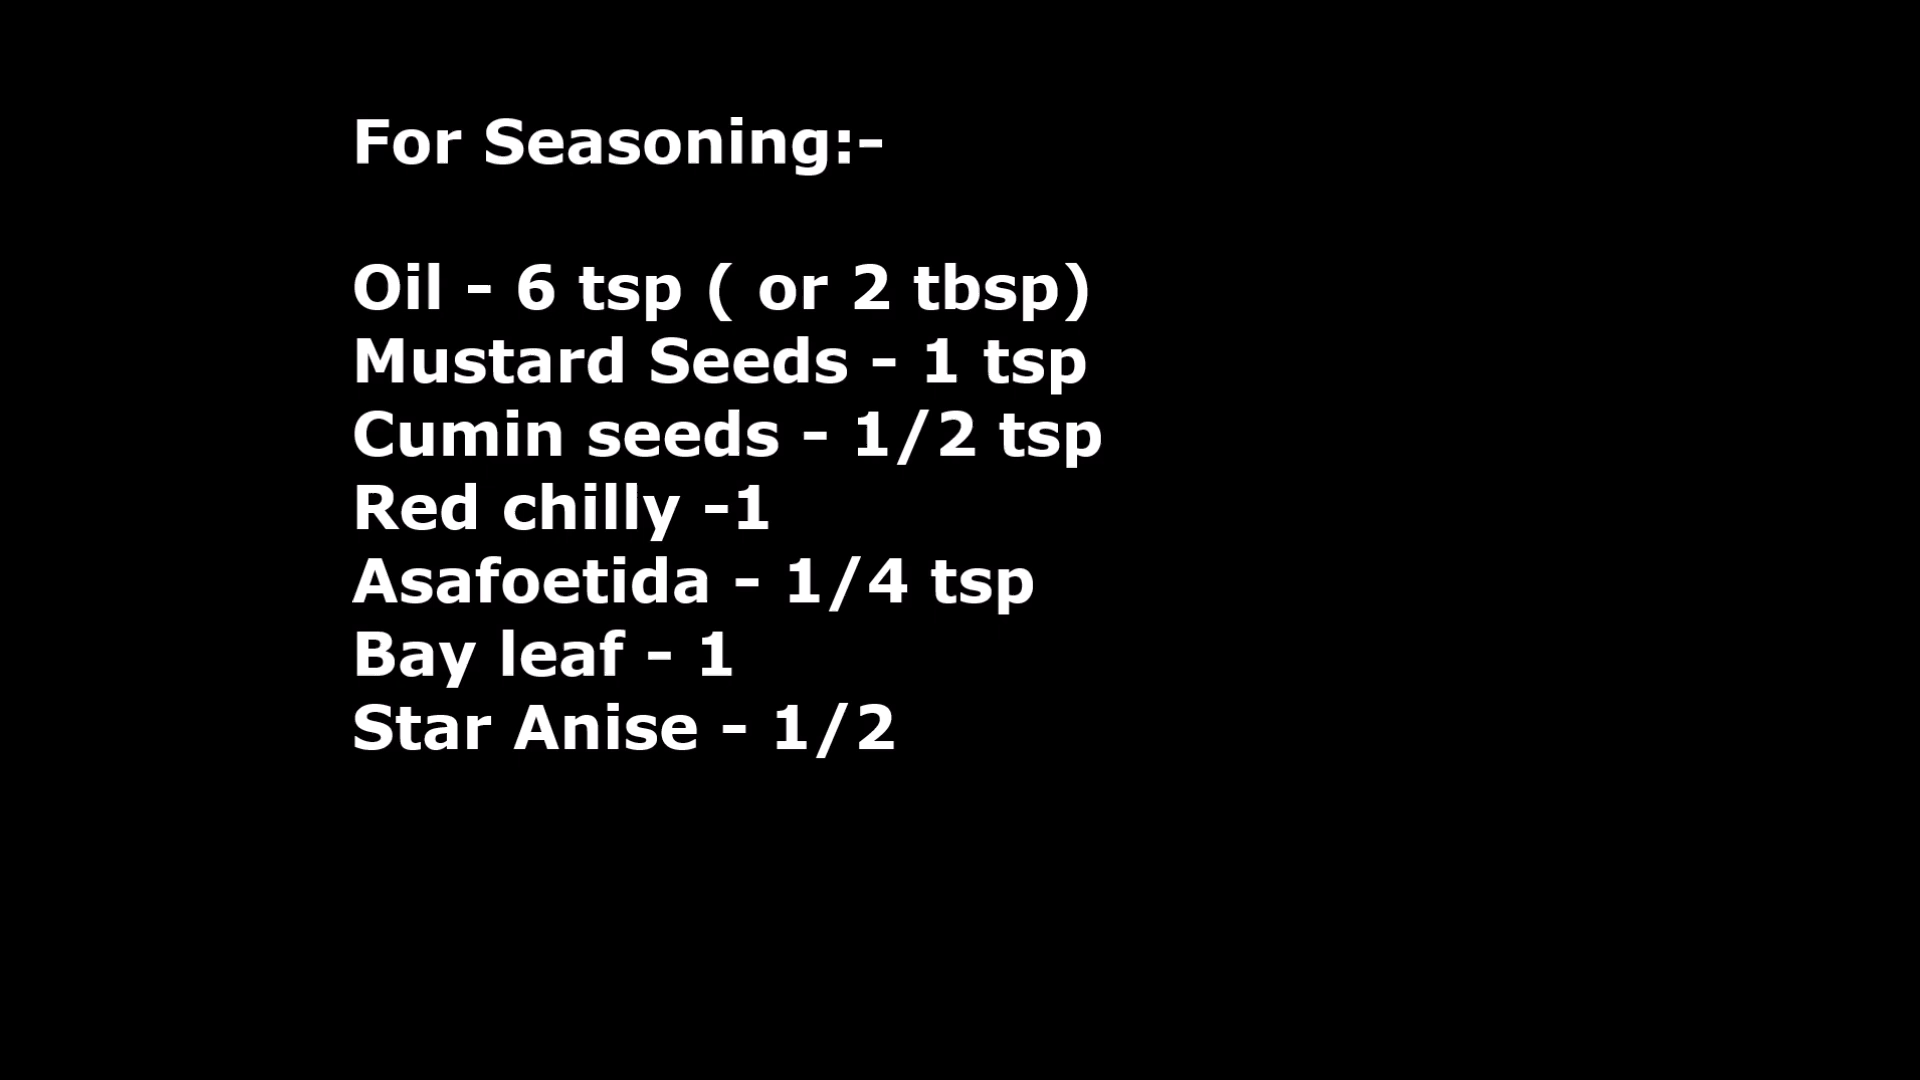 For Seasoning:-
Oil - 6 tsp ( or 2 tbsp)
Mustard Seeds - 1 tsp
Cumin seeds - 1/2 tsp
Red chilly -1
Asafoetida - 1/4 tsp
Bay leaf - 1
Star Anise - 1/2